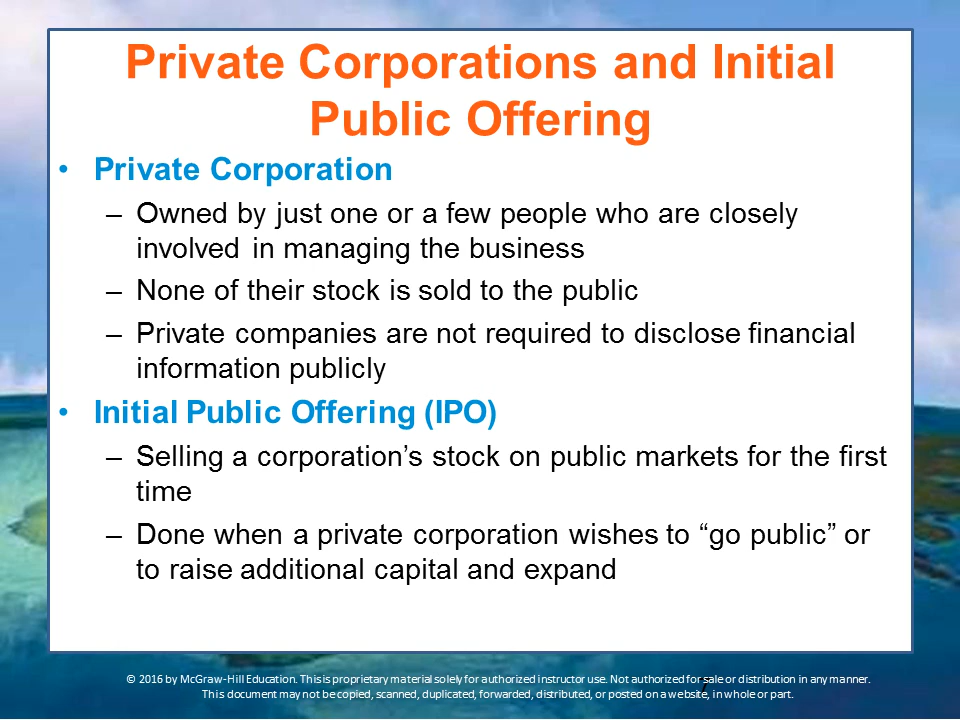 Private Corporations and Initial
Public Offering
• Private Corporation
– Owned by just one or a few people who are closely
involved in managing the business
– None of their stock is sold to the public
– Private companies are not required to disclose financial
information publicly
• Initial Public Offering (IPO)
– Selling a corporation’s stock on public markets for the first
time
– Done when a private corporation wishes to “go public” or
to raise additional capital and expand
© 2016 by McGraw-Hill Education. This is proprietary material solely for authorized instructor use. Not authorized for sale or distribution in any manner.
This document may not be copied, scanned, duplicated, forwarded, distributed, or posted on a website, in whole or part.